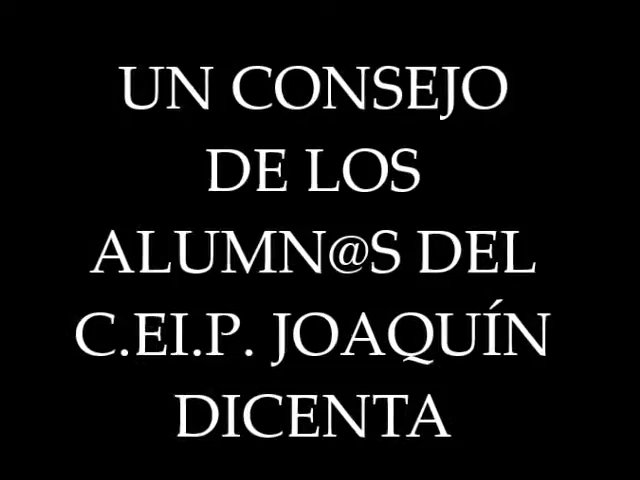 UN CONSEJO
DE LOS
ALUMN@S DEL
C.EI.P. JOAQUÍN
DICENTA